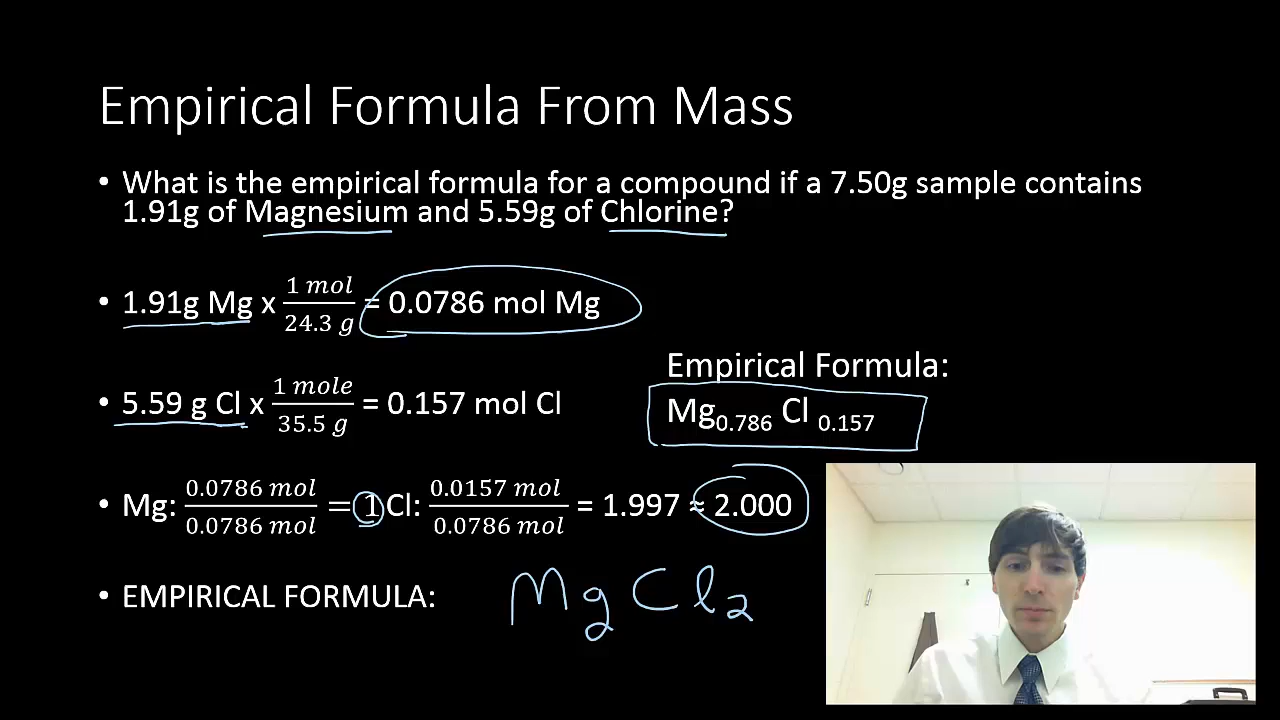 Empirical Formula From Mass
• What is the empirical formula for a compound if a 7.50g sample contains
1.91g of Magnesium and 5.59g of Chlorine?
• 1.91g Mg x 1 mol / 24.3 g = 0.0786 mol Mg
Empirical Formula:
• 5.59 g Cl x 1 mole / 35.5 g = 0.157 mol Cl
Mg0.786 Cl 0.157
• Mg: 0.0786 mol / 0.0786 mol = 1 Cl: 0.0157 mol / 0.0786 mol = 1.997 ≈ 2.000
• EMPIRICAL FORMULA: MgCl2